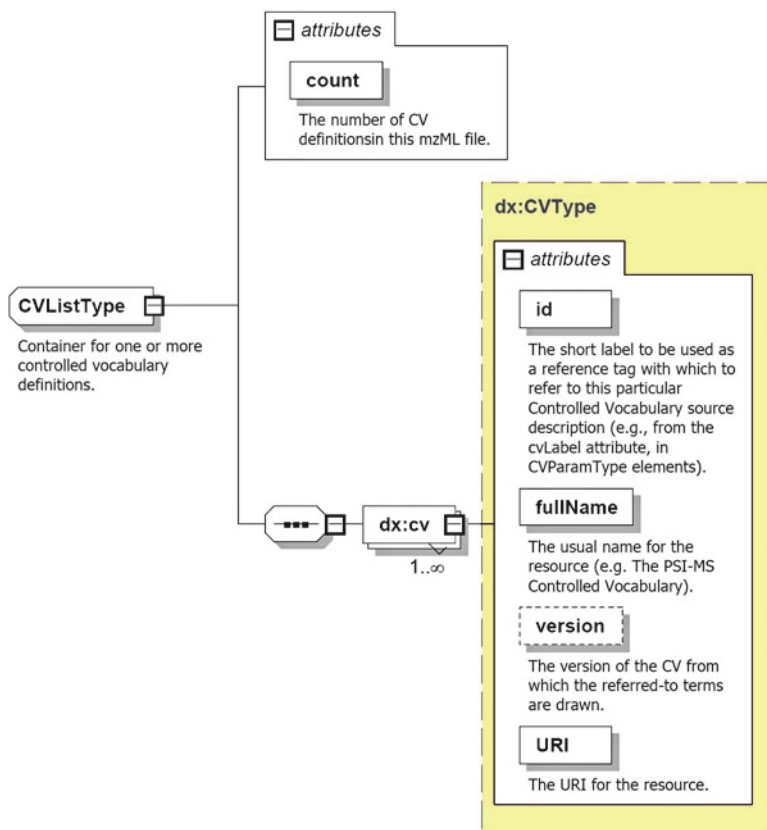 attributes
count
The number of CV
definitionsin this mzML file.
dx:CVType
attributes
CVListType
Container for one or more
controlled vocabulary
definitions.
id
The short label to be used as
a reference tag with which to
refer to this particular
Controlled Vocabulary source
description (e.g., from the
cvLabel attribute, in
CVParamType elements).
dx:cv
1..∞
fullName
The usual name for the
resource (e.g. The PSI-MS
Controlled Vocabulary).
version
The version of the CV from
which the referred-to terms
are drawn.
URI
The URI for the resource.